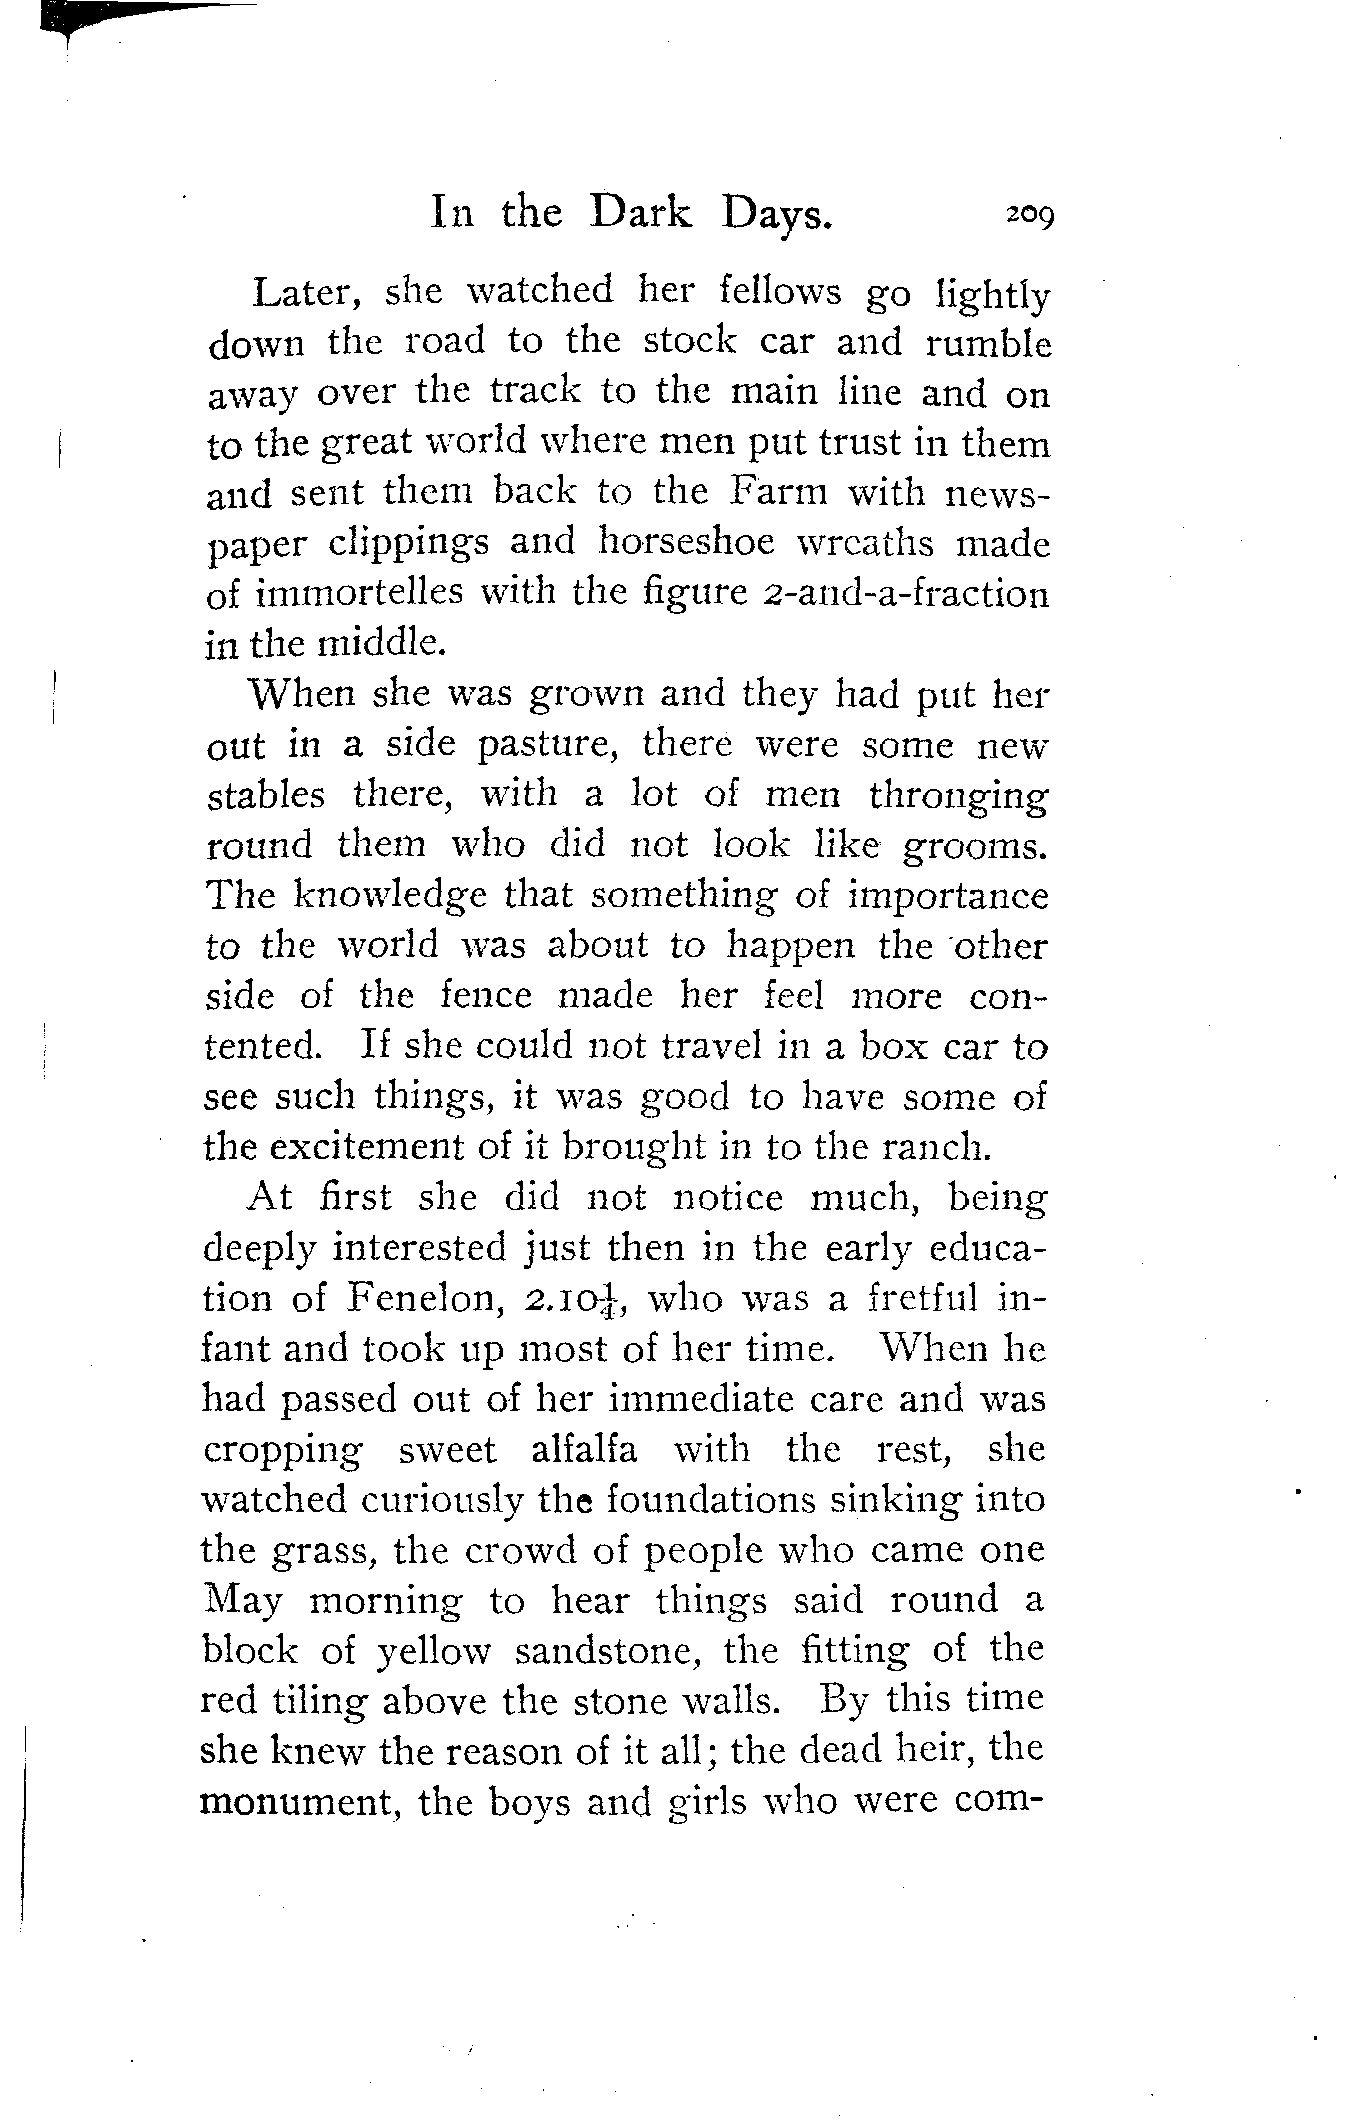 In the Dark Days. 209
Later, she watched her fellows go lightly
down the road to the stock car and rumble
away over the track to the main line and on
to the great world where men put trust in them
and sent them back to the Farm with news-
paper clippings and horseshoe wreaths made
of immortelles with the figure 2-and-a-fraction
in the middle.
When she was grown and they had put her
out in a side pasture, there were some new
stables there, with a lot of men thronging
round them who did not look like grooms.
The knowledge that something of importance
to the world was about to happen the other
side of the fence made her feel more con-
tented. If she could not travel in a box car to
see such things, it was good to have some of
the excitement of it brought in to the ranch.
At first she did not notice much, being
deeply interested just then in the early educa-
tion of Fenelon, 2.10¼, who was a fretful in-
fant and took up most of her time. When he
had passed out of her immediate care and was
cropping sweet alfalfa with the rest, she
watched curiously the foundations sinking into
the grass, the crowd of people who came one
May morning to hear things said round a
block of yellow sandstone, the fitting of the
red tiling above the stone walls. By this time
she knew the reason of it all; the dead heir, the
monument, the boys and girls who were com-